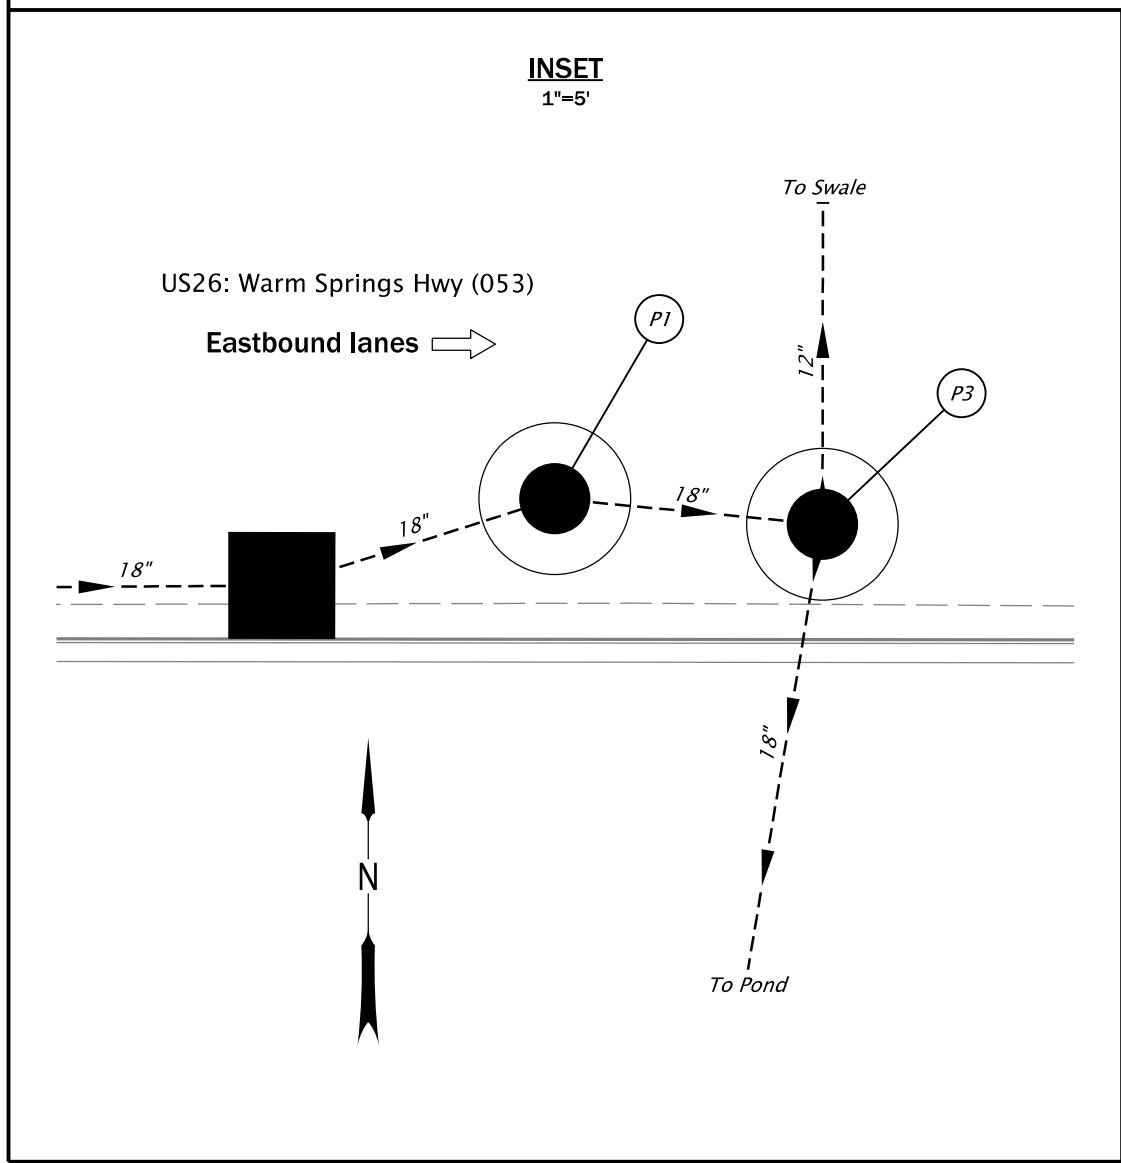 INSET
1"=5'
To Swale
US26: Warm Springs Hwy (053)
P1
Eastbound lanes
12"
P3
18"
18"
18"
18"
N
To Pond